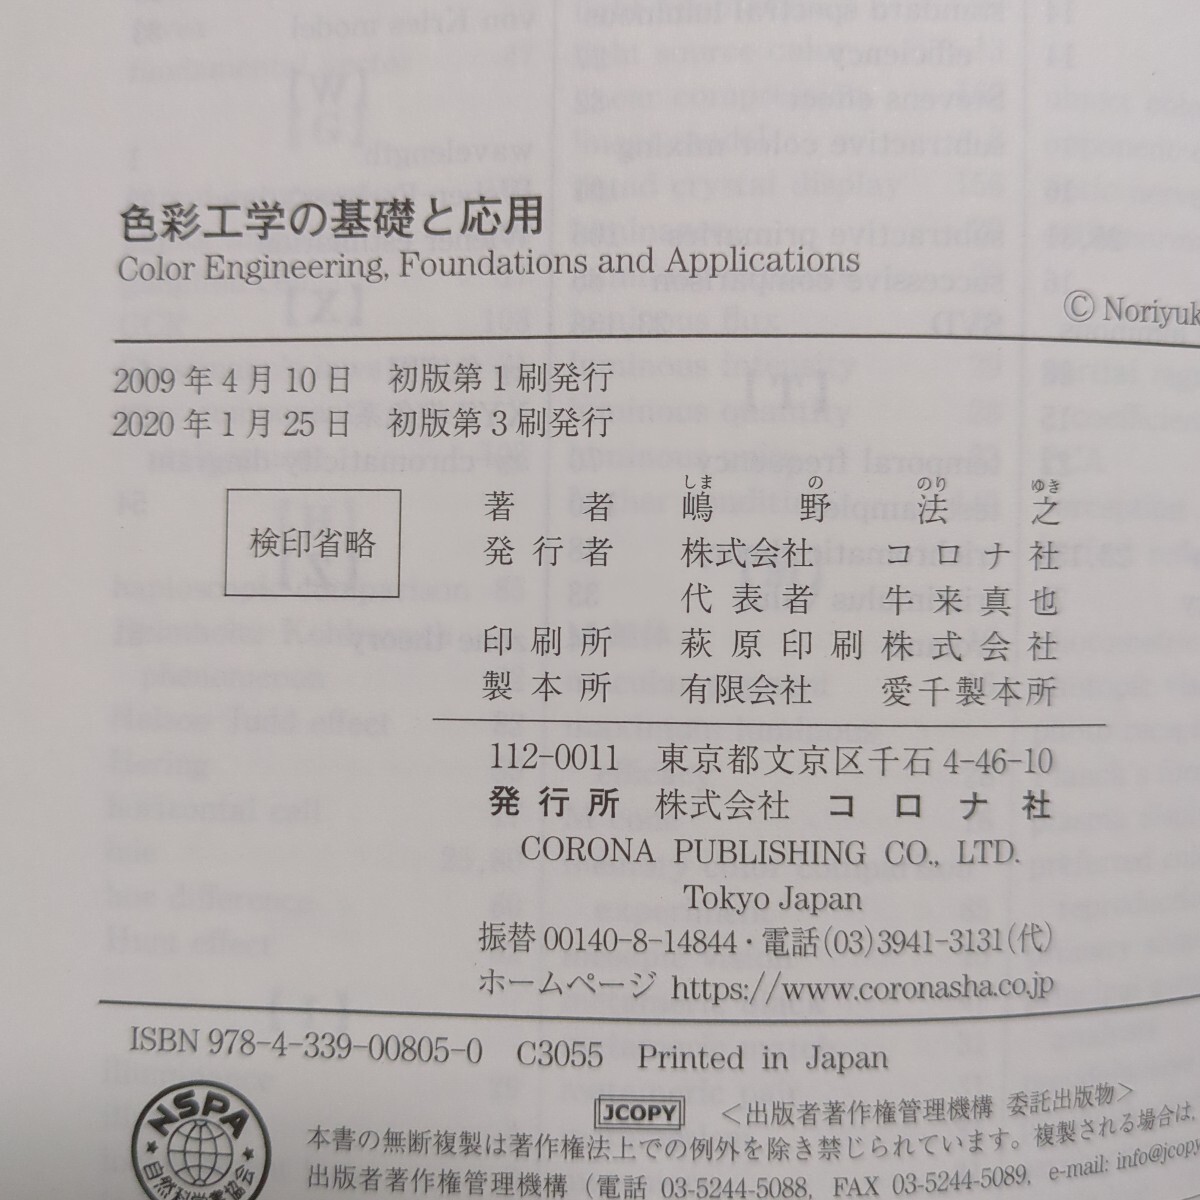 色彩工学の基礎と応用
Color Engineering, Foundations and Applications
© Noriyuk
2009年4月10日　初版第1刷発行
2020年1月25日　初版第3刷発行
検印省略
しま　の　のり　ゆき
著者　嶋野法之
発行者　株式会社　コロナ社
代表者　牛来真也
印刷所　萩原印刷株式会社
製本所　有限会社　愛千製本所
112-0011　東京都文京区千石4-46-10
発行所　株式会社　コロナ社
CORONA PUBLISHING CO., LTD.
Tokyo Japan
振替00140-8-14844・電話(03)3941-3131(代)
ホームページ https://www.coronasha.co.jp
ISBN 978-4-339-00805-0　C3055　Printed in Japan
NSPA
自然科学書協会
JCOPY　＜出版者著作権管理機構 委託出版物＞
本書の無断複製は著作権法上での例外を除き禁じられています。複製される場合は、
出版者著作権管理機構（電話 03-5244-5088, FAX 03-5244-5089, e-mail: info@jcopy